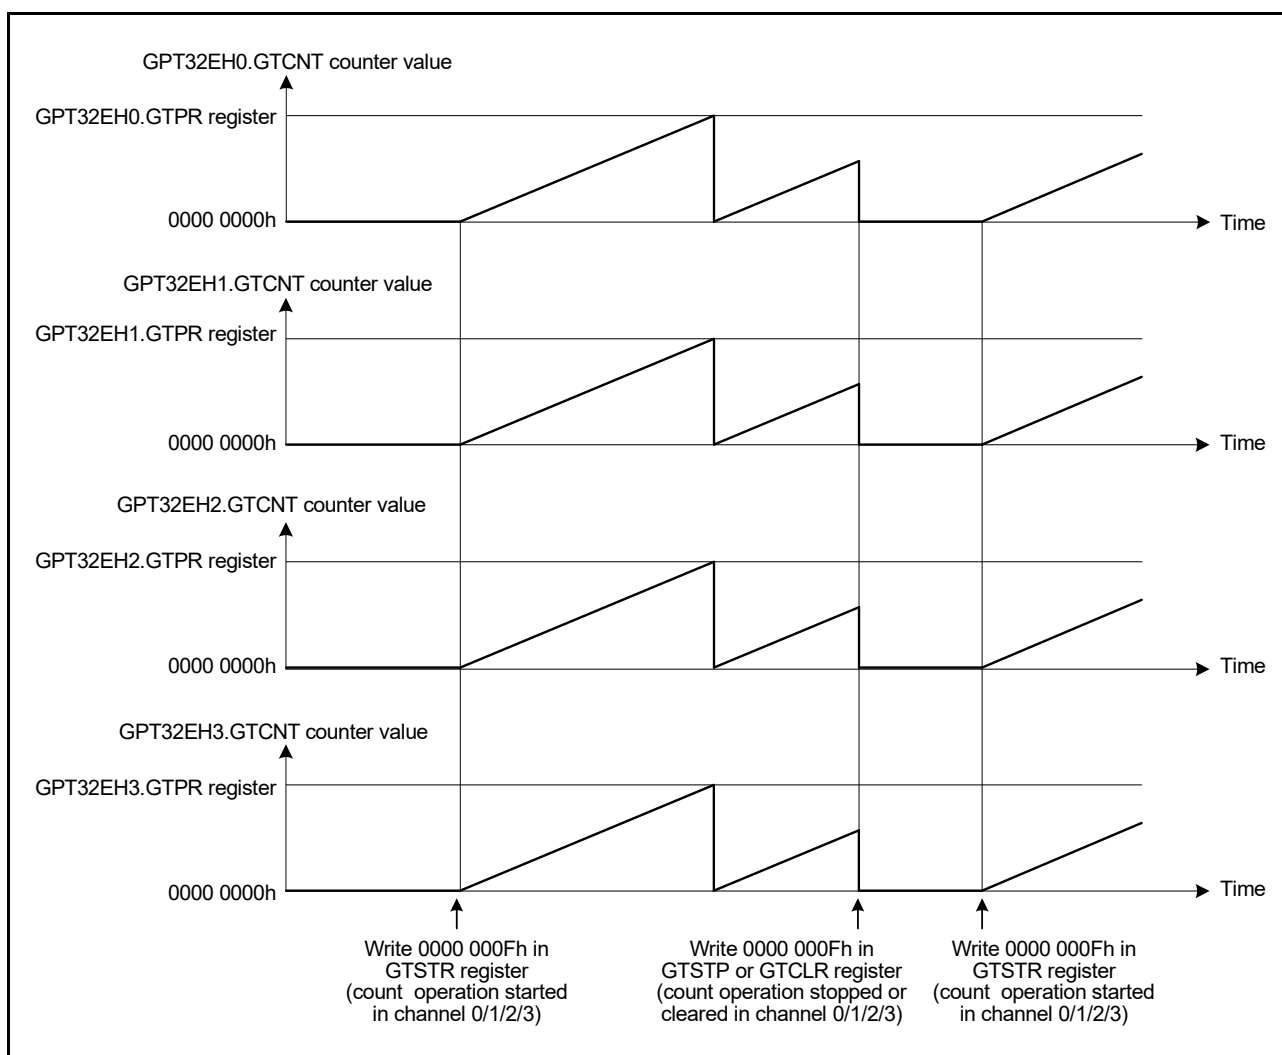 GPT32EH0.GTCNT counter value
GPT32EH0.GTPR register
0000 0000h
Time
GPT32EH1.GTCNT counter value
GPT32EH1.GTPR register
0000 0000h
Time
GPT32EH2.GTCNT counter value
GPT32EH2.GTPR register
0000 0000h
Time
GPT32EH3.GTCNT counter value
GPT32EH3.GTPR register
0000 0000h
Time
Write 0000 000Fh in
GTSTR register
(count operation started
in channel 0/1/2/3)
Write 0000 000Fh in
GTSTP or GTCLR register
(count operation stopped or
cleared in channel 0/1/2/3)
Write 0000 000Fh in
GTSTR register
(count operation started
in channel 0/1/2/3)